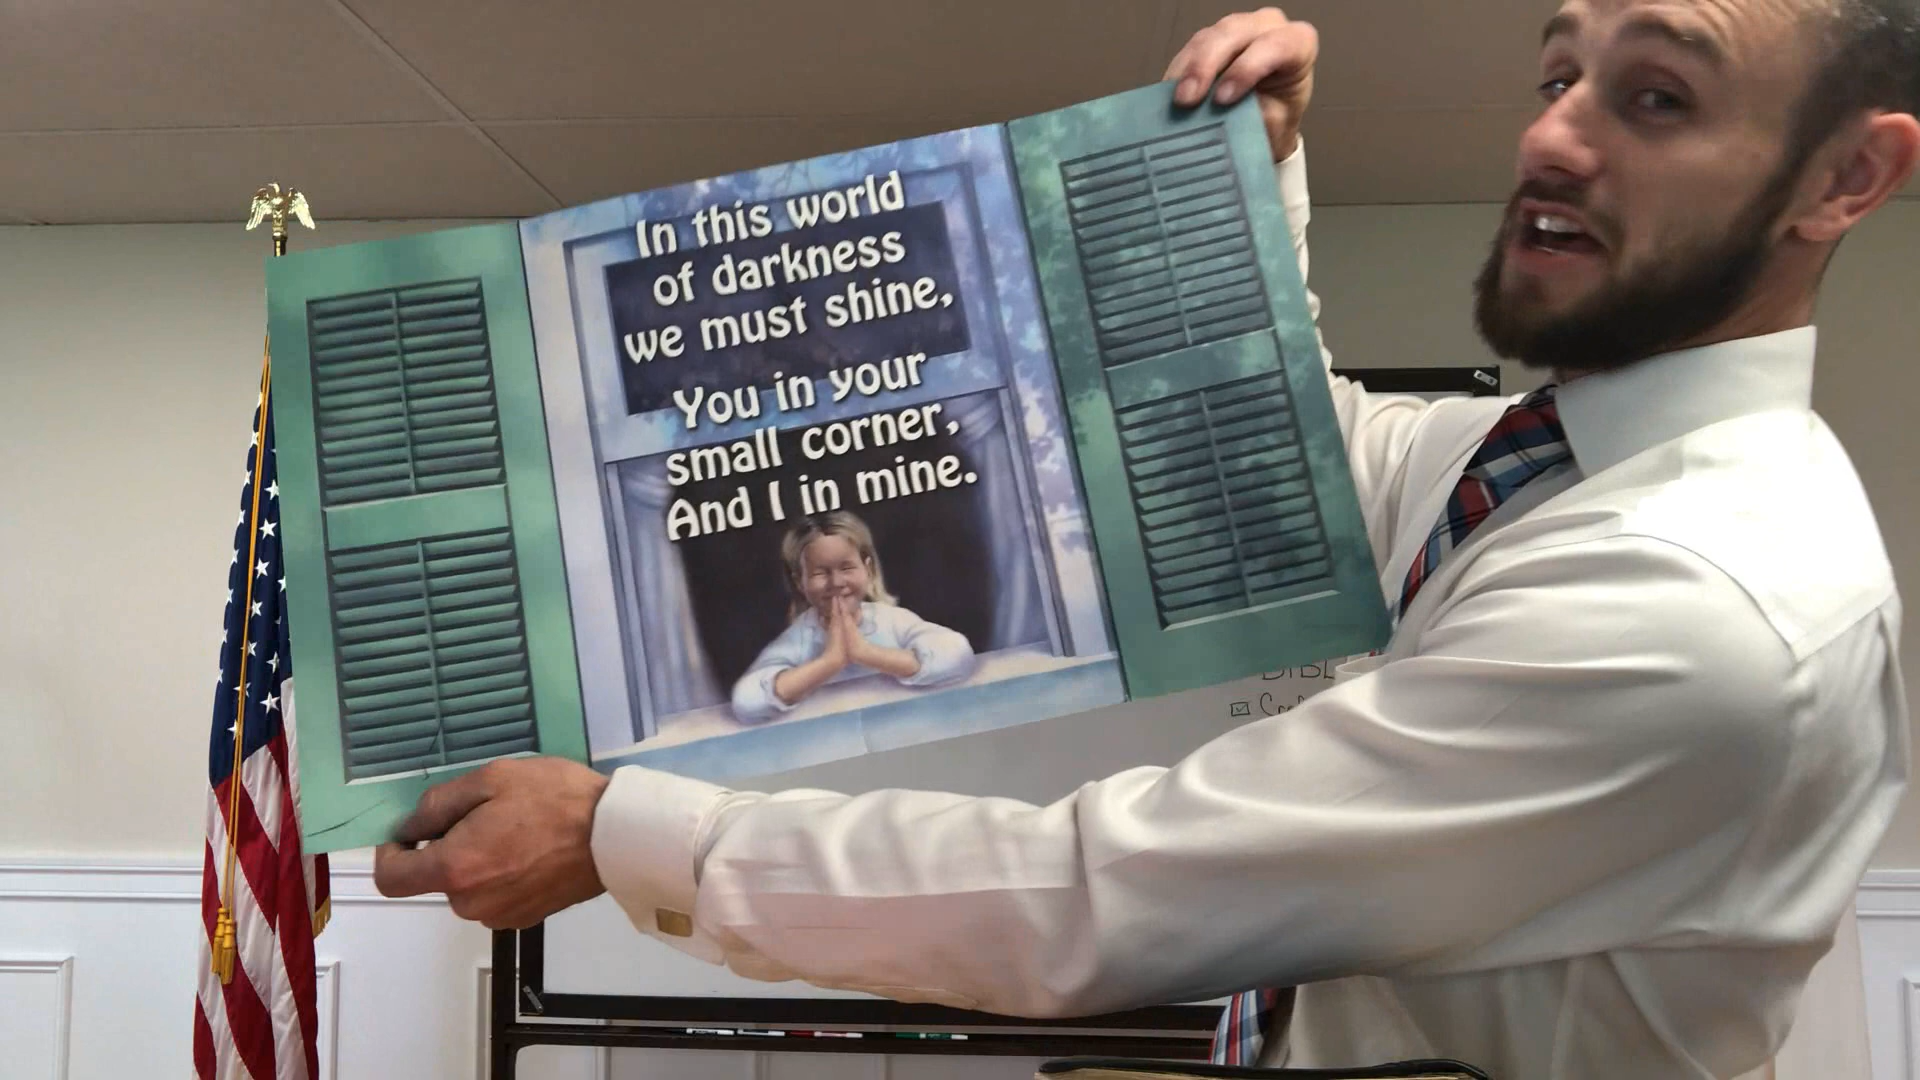 In this world
of darkness
we must shine,
You in your
small corner,
And I in mine.